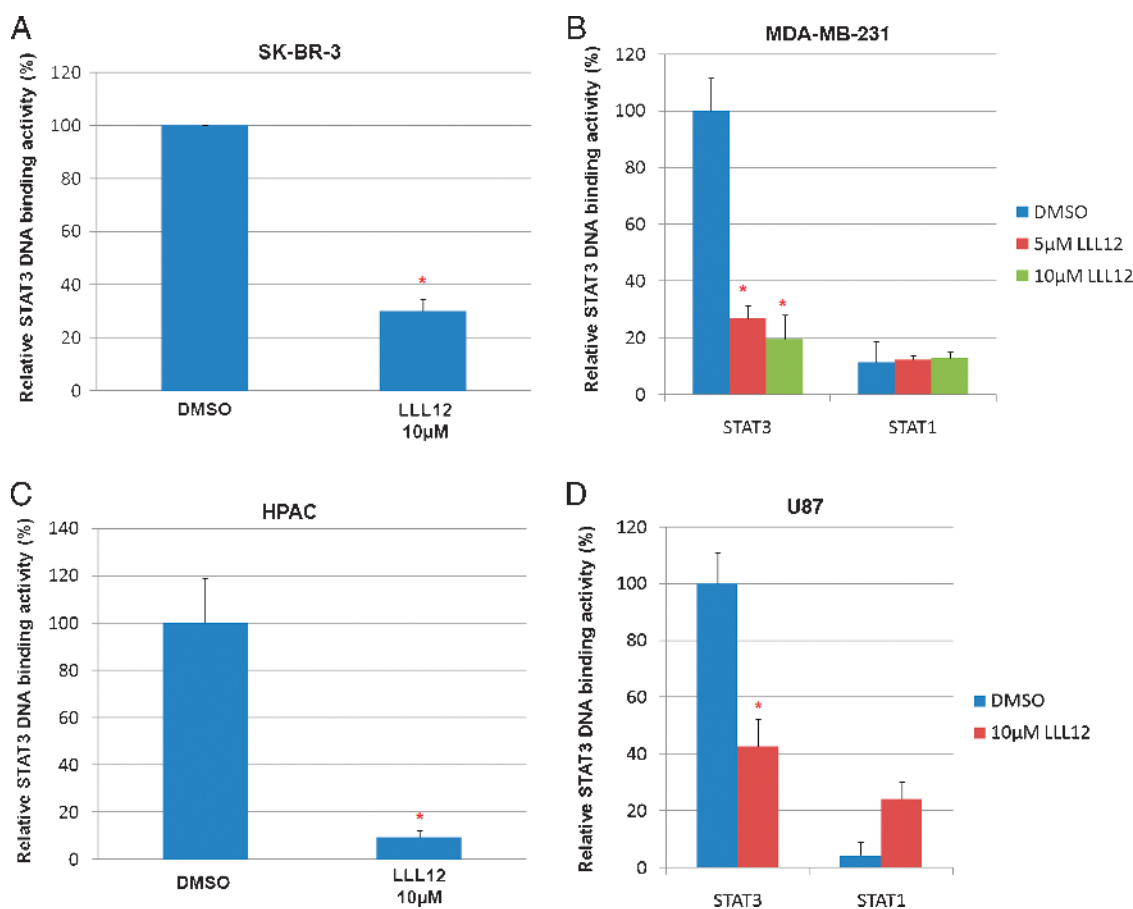 A
SK-BR-3
Relative STAT3 DNA binding activity (%)
120
100
80
60
40
20
0
DMSO
LLL12
10µM
*
B
MDA-MB-231
Relative STAT3 DNA binding activity (%)
120
100
80
60
40
20
0
*
*
STAT3
STAT1
DMSO
5µM LLL12
10µM LLL12
C
HPAC
Relative STAT3 DNA binding activity (%)
140
120
100
80
60
40
20
0
*
DMSO
LLL12
10µM
D
U87
Relative STAT3 DNA binding activity (%)
120
100
80
60
40
20
0
*
STAT3
STAT1
DMSO
10µM LLL12